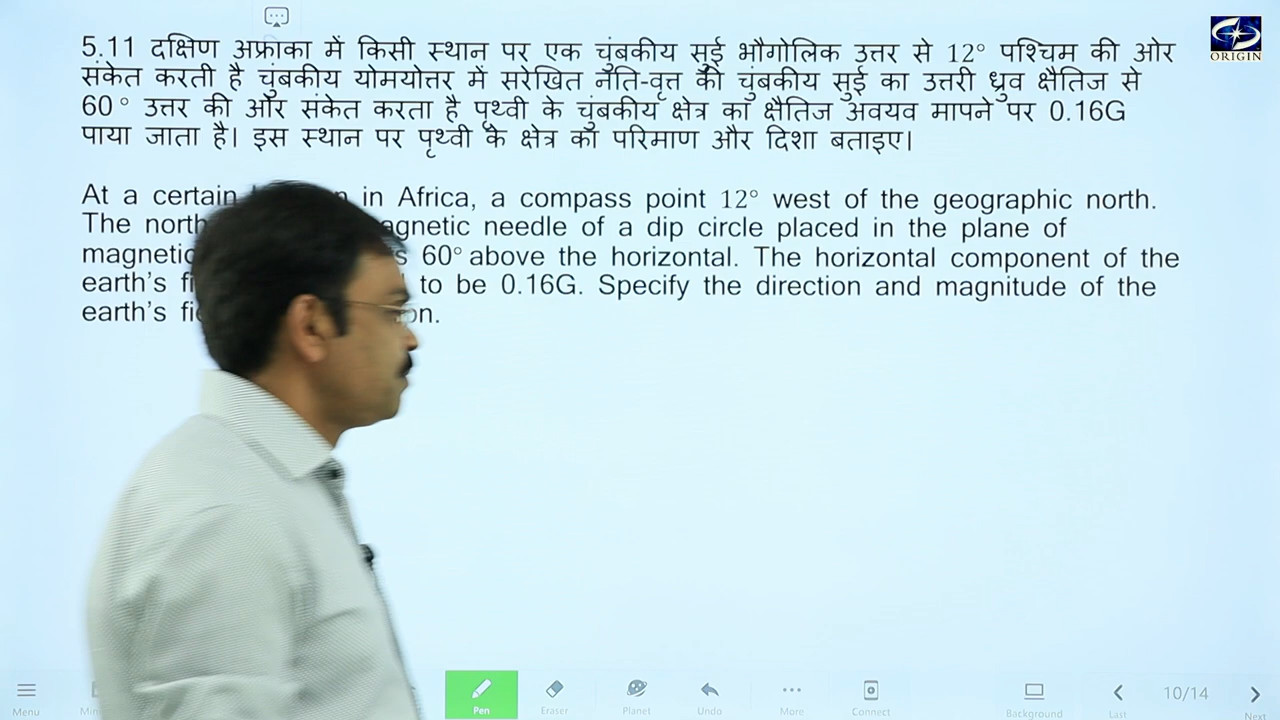 5.11 दक्षिण अफ्राका में किसी स्थान पर एक चुंबकीय सुई भौगोलिक उत्तर से 12° पश्चिम की ओर
संकेत करती है चुंबकीय योमयोत्तर में सरेखित नति-वृत्त की चुंबकीय सुई का उत्तरी ध्रुव क्षैतिज से
60° उत्तर की ओर संकेत करता है पृथ्वी के चुंबकीय क्षेत्र का क्षैतिज अवयव मापने पर 0.16G
पाया जाता है। इस स्थान पर पृथ्वी के क्षेत्र का परिमाण और दिशा बताइए।
At a certain in Africa, a compass point 12° west of the geographic north.
The north needle of a dip circle placed in the plane of
60° above the horizontal. The horizontal component of the
earth's to be 0.16G. Specify the direction and magnitude of the
earth's
ORIGIN
Menu Pen Eraser Planet Undo More Connect Background Last 10/14 Next